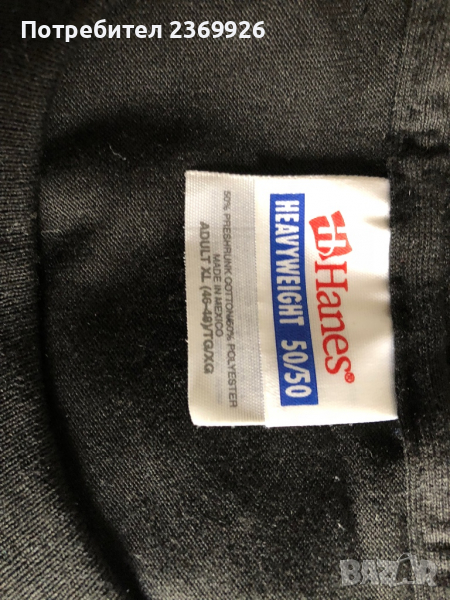 Потребител 2369926
Hanes®
HEAVYWEIGHT 50/50
50% PRESHRUNK COTTON/50% POLYESTER
MADE IN MEXICO
ADULT XL (46-48)/TG/XG
BAZAR